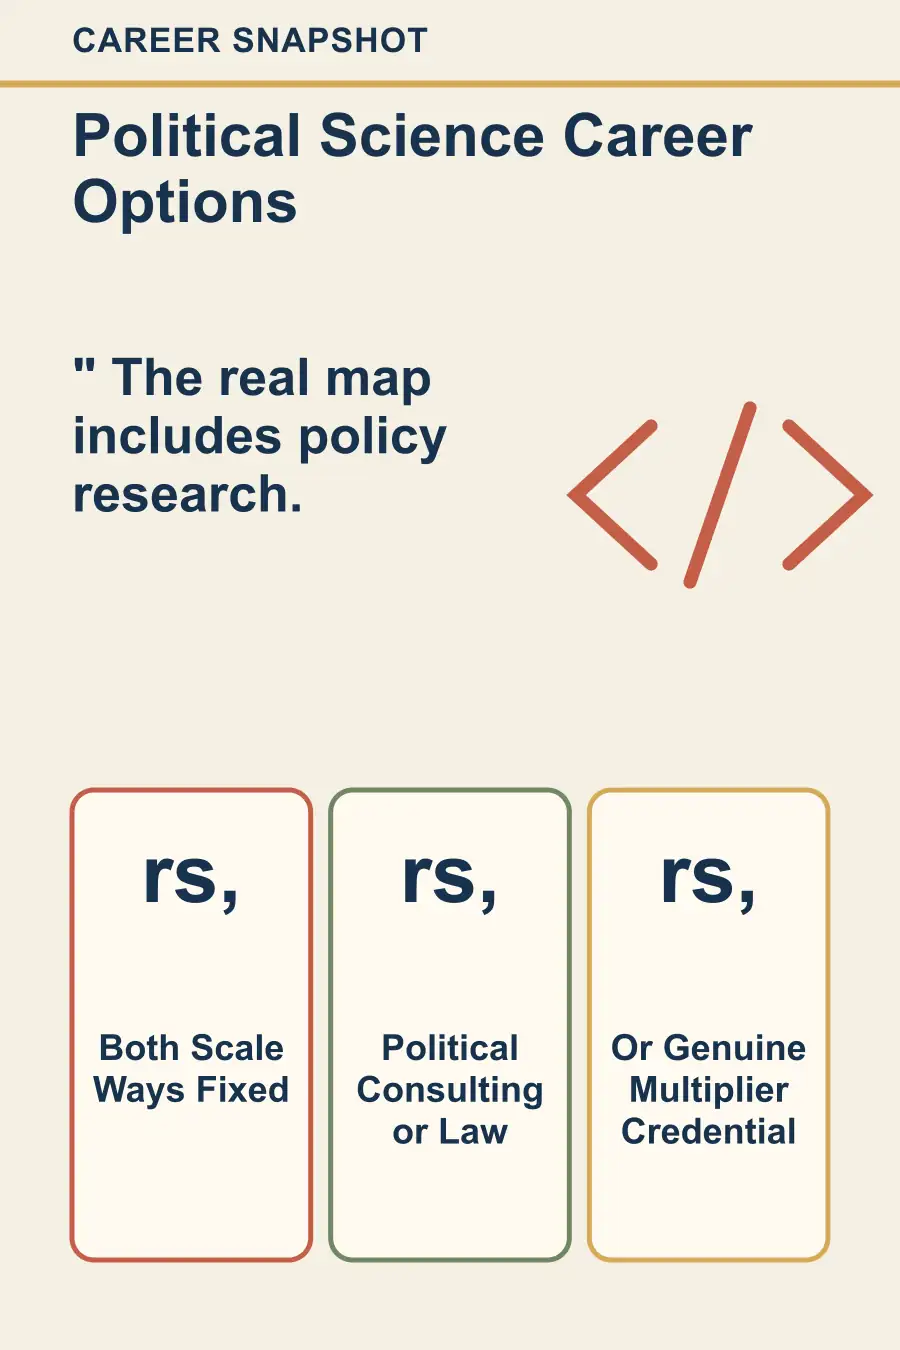 CAREER SNAPSHOT
Political Science Career
Options
" The real map
includes policy
research.
rs,
Both Scale
Ways Fixed
rs,
Political
Consulting
or Law
rs,
Or Genuine
Multiplier
Credential